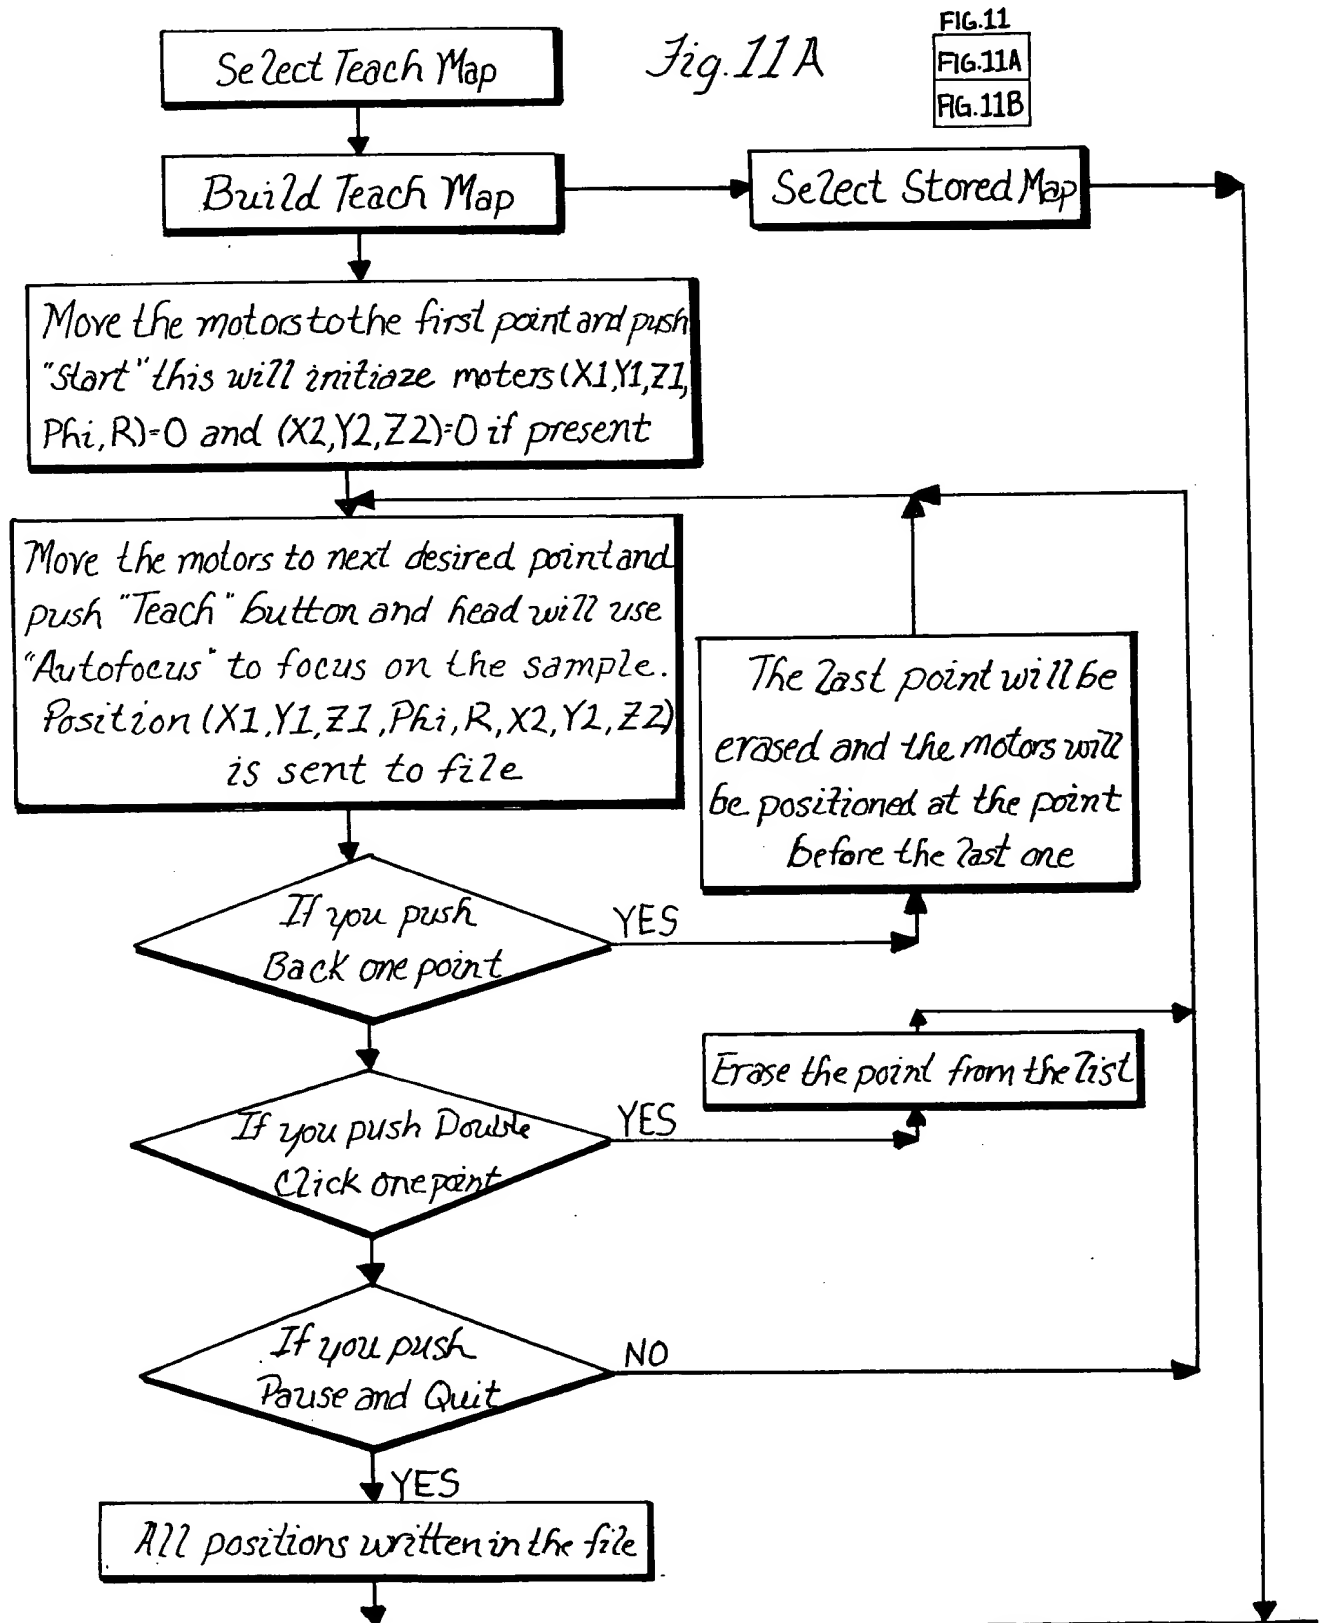 Fig.11A
FIG.11
FIG.11A
FIG.11B
Select Teach Map
Build Teach Map
Select Stored Map
Move the motors to the first point and push
"Start" this will initiaze moters (X1,Y1,Z1,
Phi, R)=0 and (X2,Y2,Z2)=0 if present
Move the motors to next desired point and
push "Teach" button and head will use
"Autofocus" to focus on the sample.
Position (X1,Y1,Z1,Phi,R,X2,Y2,Z2)
is sent to file
The last point will be
erased and the motors will
be positioned at the point
before the last one
If you push
Back one point
YES
Erase the point from the list
If you push Double
Click one point
YES
If you push
Pause and Quit
NO
YES
All positions written in the file